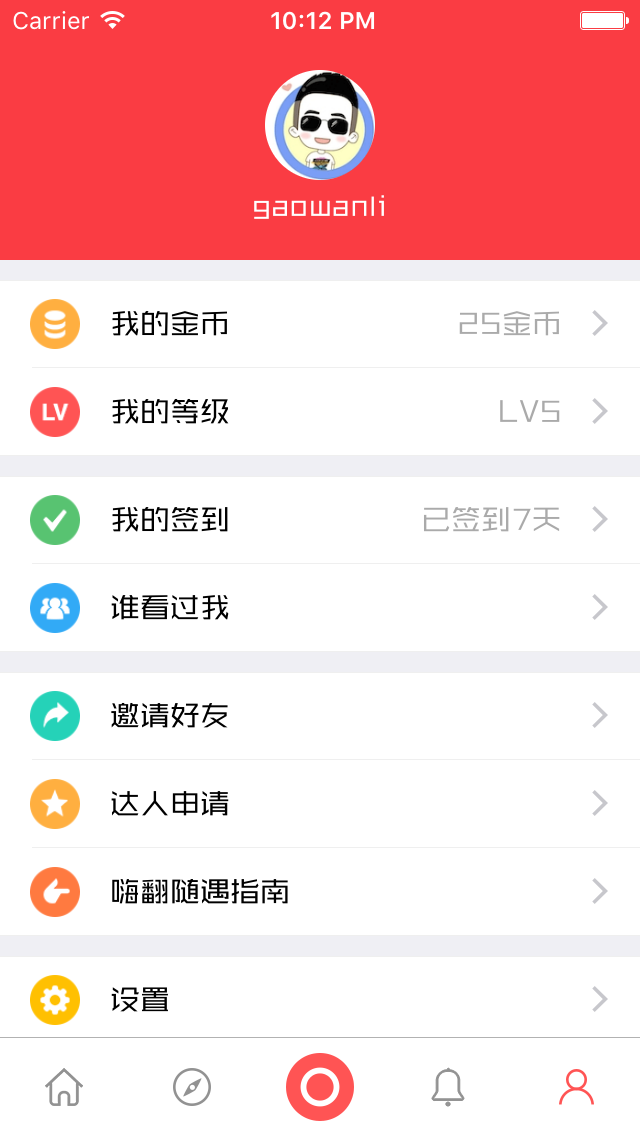 Carrier 10:12 PM
gaowanli
我的金币 25金币
LV 我的等级 LV5
我的签到 已签到7天
谁看过我
邀请好友
达人申请
嗨翻随遇指南
设置